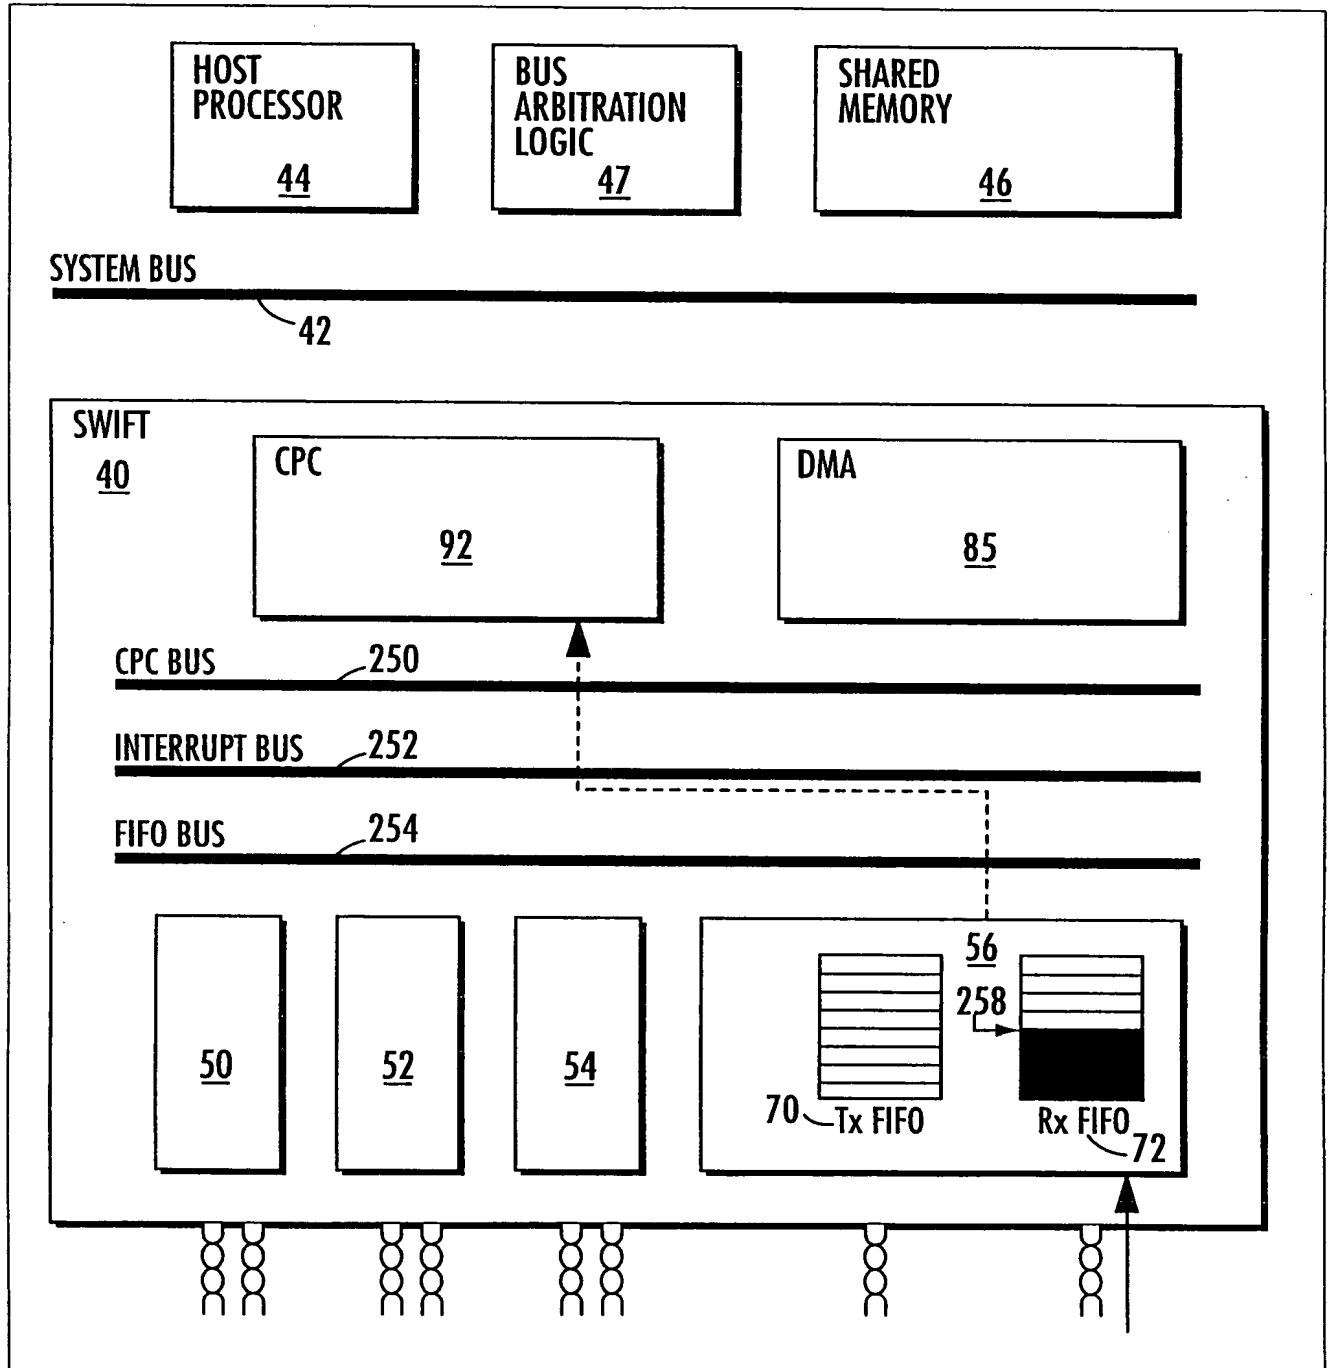 HOST
PROCESSOR
44
BUS
ARBITRATION
LOGIC
47
SHARED
MEMORY
46
SYSTEM BUS
42
SWIFT
40
CPC
92
DMA
85
CPC BUS
250
INTERRUPT BUS
252
FIFO BUS
254
50
52
54
56
258
70
Tx FIFO
Rx FIFO
72